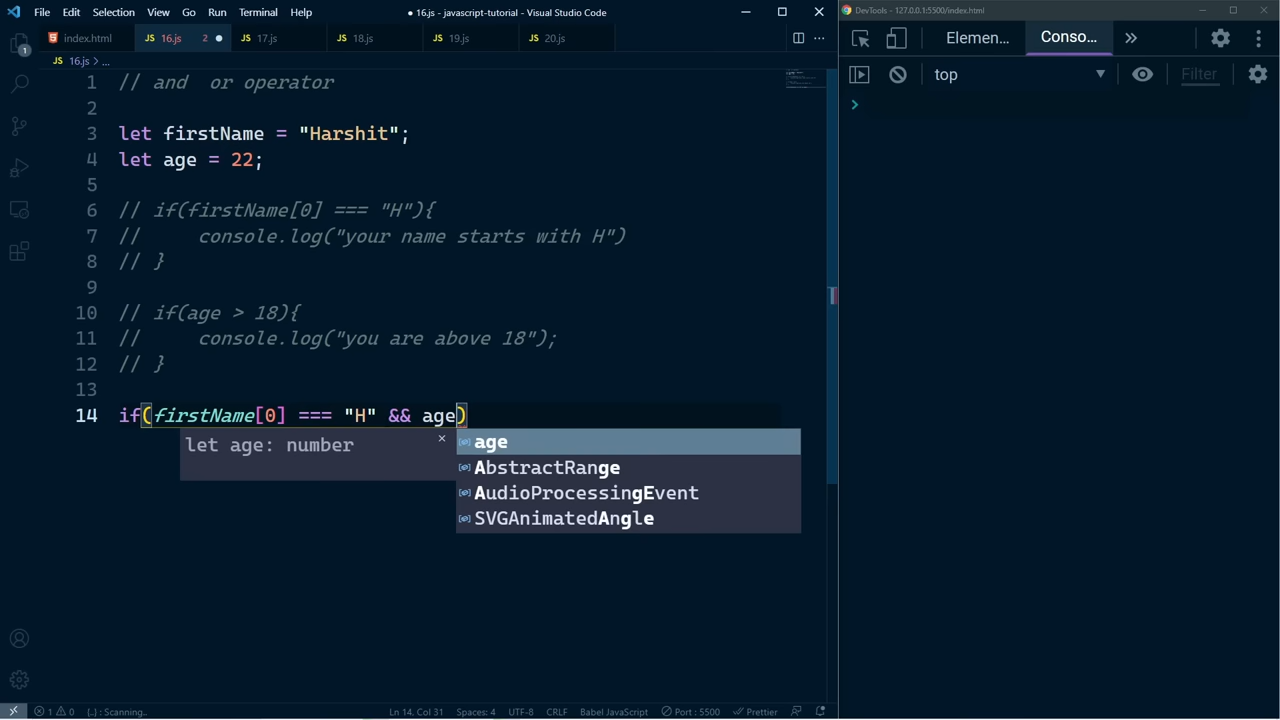 File Edit Selection View Go Run Terminal Help
● 16.js - javascript-tutorial - Visual Studio Code
DevTools - 127.0.0.1:5500/index.html
index.html
16.js 2
JS 17.js
JS 18.js
JS 19.js
JS 20.js
Elemen...
Conso...
JS 16.js > ...
top
Filter
1 // and  or operator
2
3 let firstName = "Harshit";
4 let age = 22;
5
6 // if(firstName[0] === "H"){
7 //     console.log("your name starts with H")
8 // }
9
10 // if(age > 18){
11 //     console.log("you are above 18");
12 // }
13
14 if(firstName[0] === "H" && age)
let age: number
age
AbstractRange
AudioProcessingEvent
SVGAnimatedAngle
1
1 0 {..}: Scanning..
Ln 14, Col 31 Spaces: 4 UTF-8 CRLF Babel JavaScript Port : 5500 Prettier